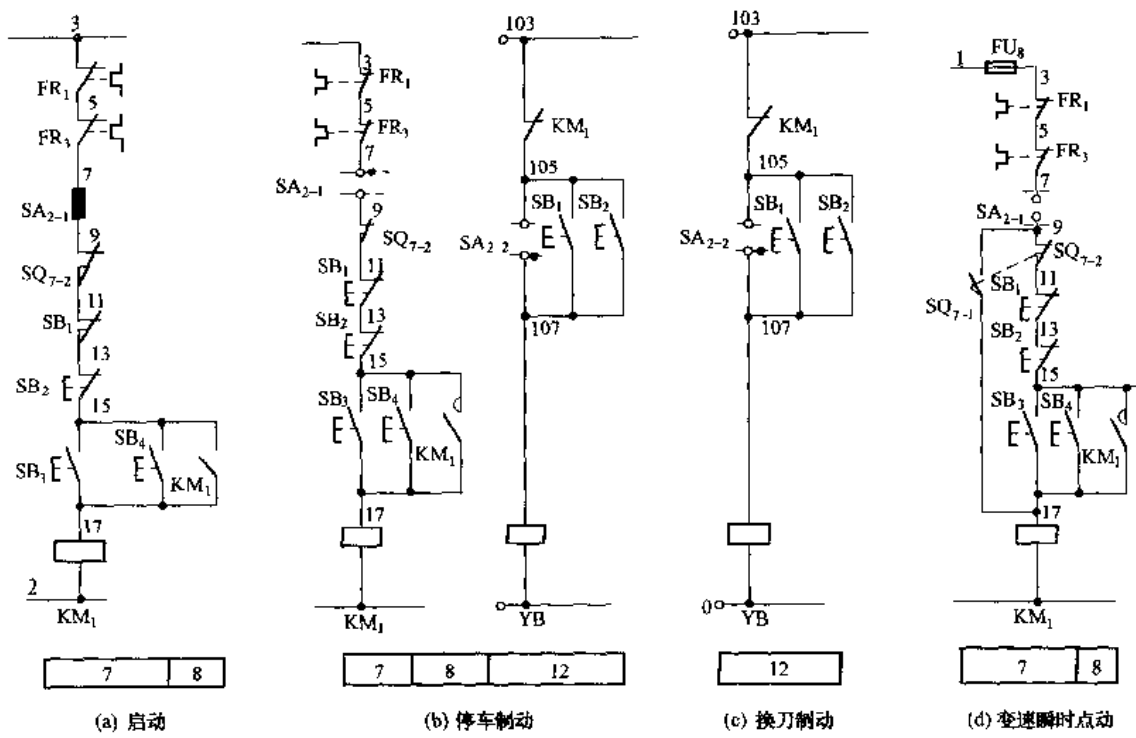 3
FR1
5
FR3
7
SA2-1
9
SQ7-2
11
SB1
13
SB2
15
SB3
SB4
KM1
17
2
KM1
7
8
(a) 启动
3
FR1
5
FR3
7
SA2-1
9
SQ7-2
SB1
11
SB2
13
15
SB3
SB4
KM1
17
KM1
103
KM1
105
SB1
SB2
SA2-2
107
YB
7
8
12
(b) 停车制动
103
KM1
105
SB1
SB2
SA2-2
107
0
YB
12
(c) 换刀制动
1
FU8
3
FR1
5
FR3
7
SA2-1
9
SQ7-2
SQ7-1
SB1
11
SB2
13
15
SB3
SB4
KM1
17
KM1
7
8
(d) 变速瞬时点动